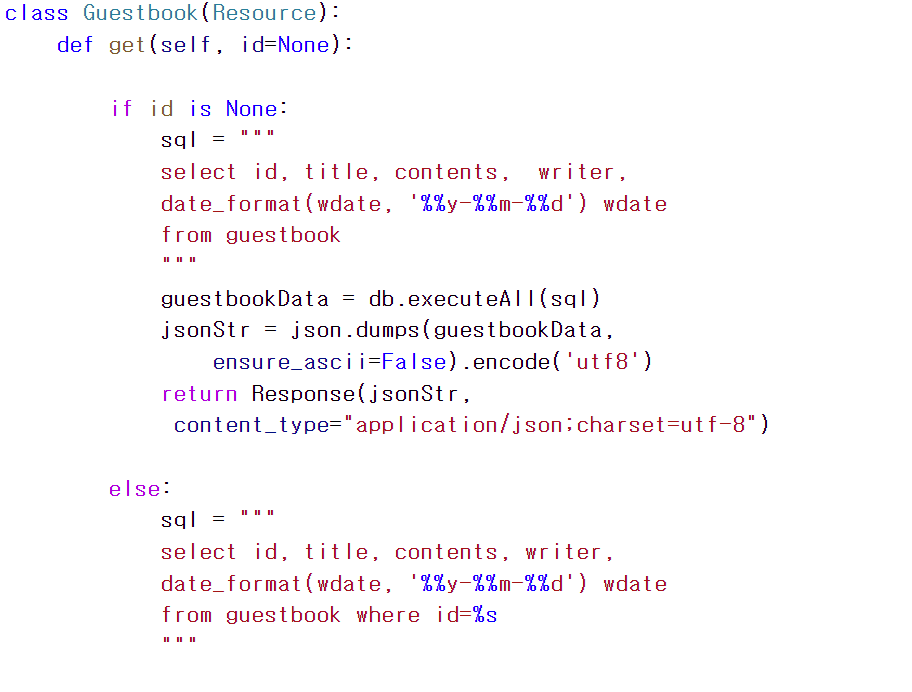 class Guestbook(Resource):
    def get(self, id=None):

        if id is None:
            sql = """
            select id, title, contents,  writer,
            date_format(wdate, '%%y-%%m-%%d') wdate
            from guestbook
            """
            guestbookData = db.executeAll(sql)
            jsonStr = json.dumps(guestbookData,
                ensure_ascii=False).encode('utf8')
            return Response(jsonStr,
             content_type="application/json;charset=utf-8")

        else:
            sql = """
            select id, title, contents, writer,
            date_format(wdate, '%%y-%%m-%%d') wdate
            from guestbook where id=%s
            """